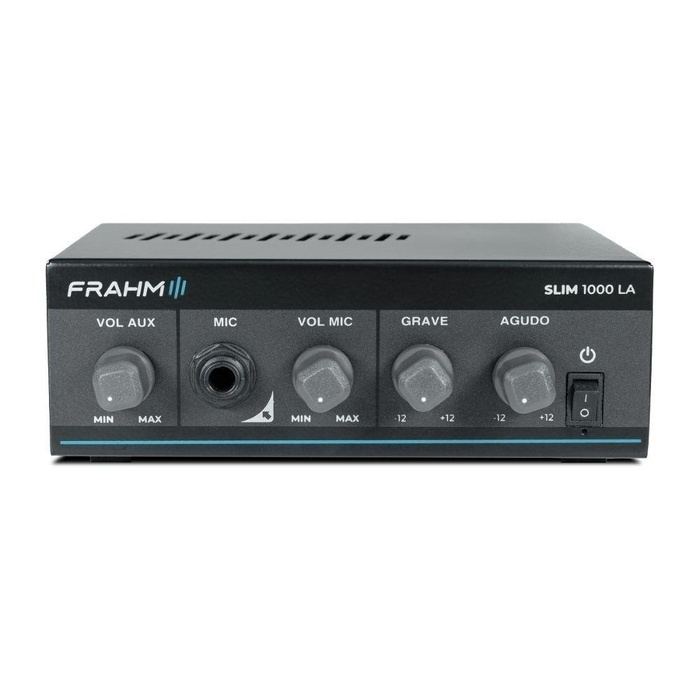 FRAHM
SLIM 1000 LA
VOL AUX
MIC
VOL MIC
GRAVE
AGUDO
MIN MAX
MIN MAX
-12 +12
-12 +12
I
O